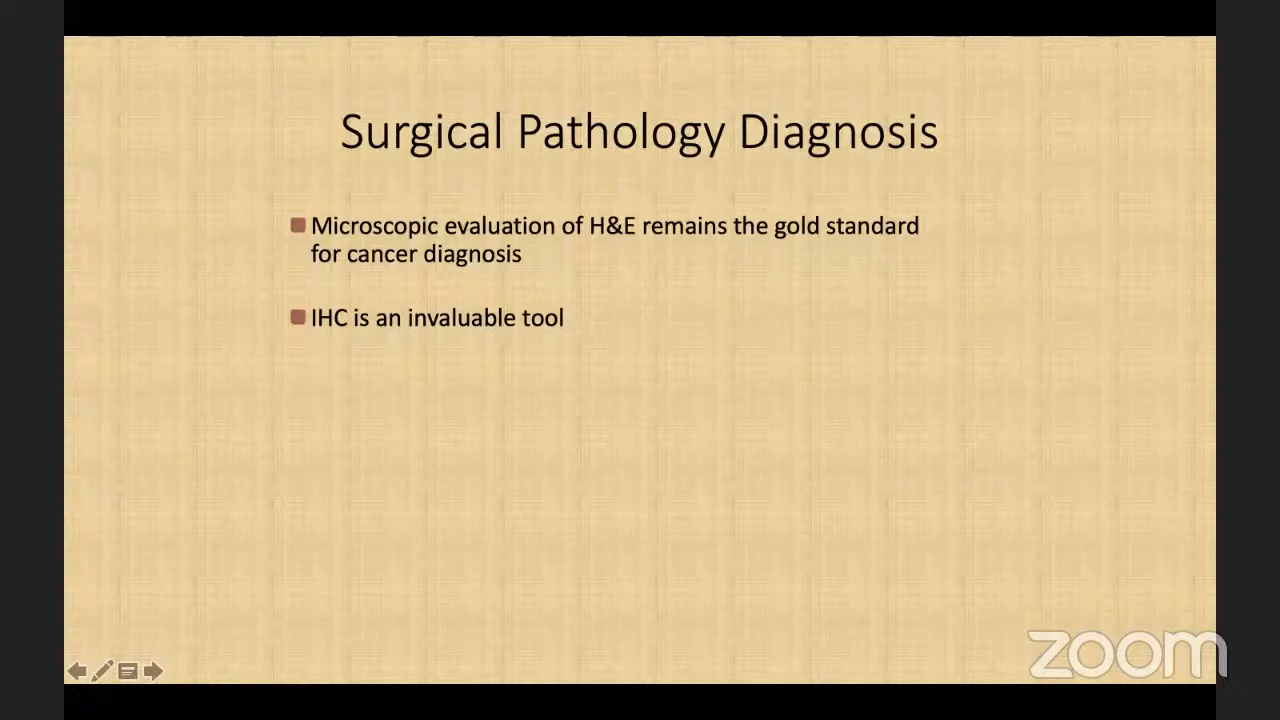 Surgical Pathology Diagnosis
Microscopic evaluation of H&E remains the gold standard
for cancer diagnosis
IHC is an invaluable tool
zoom